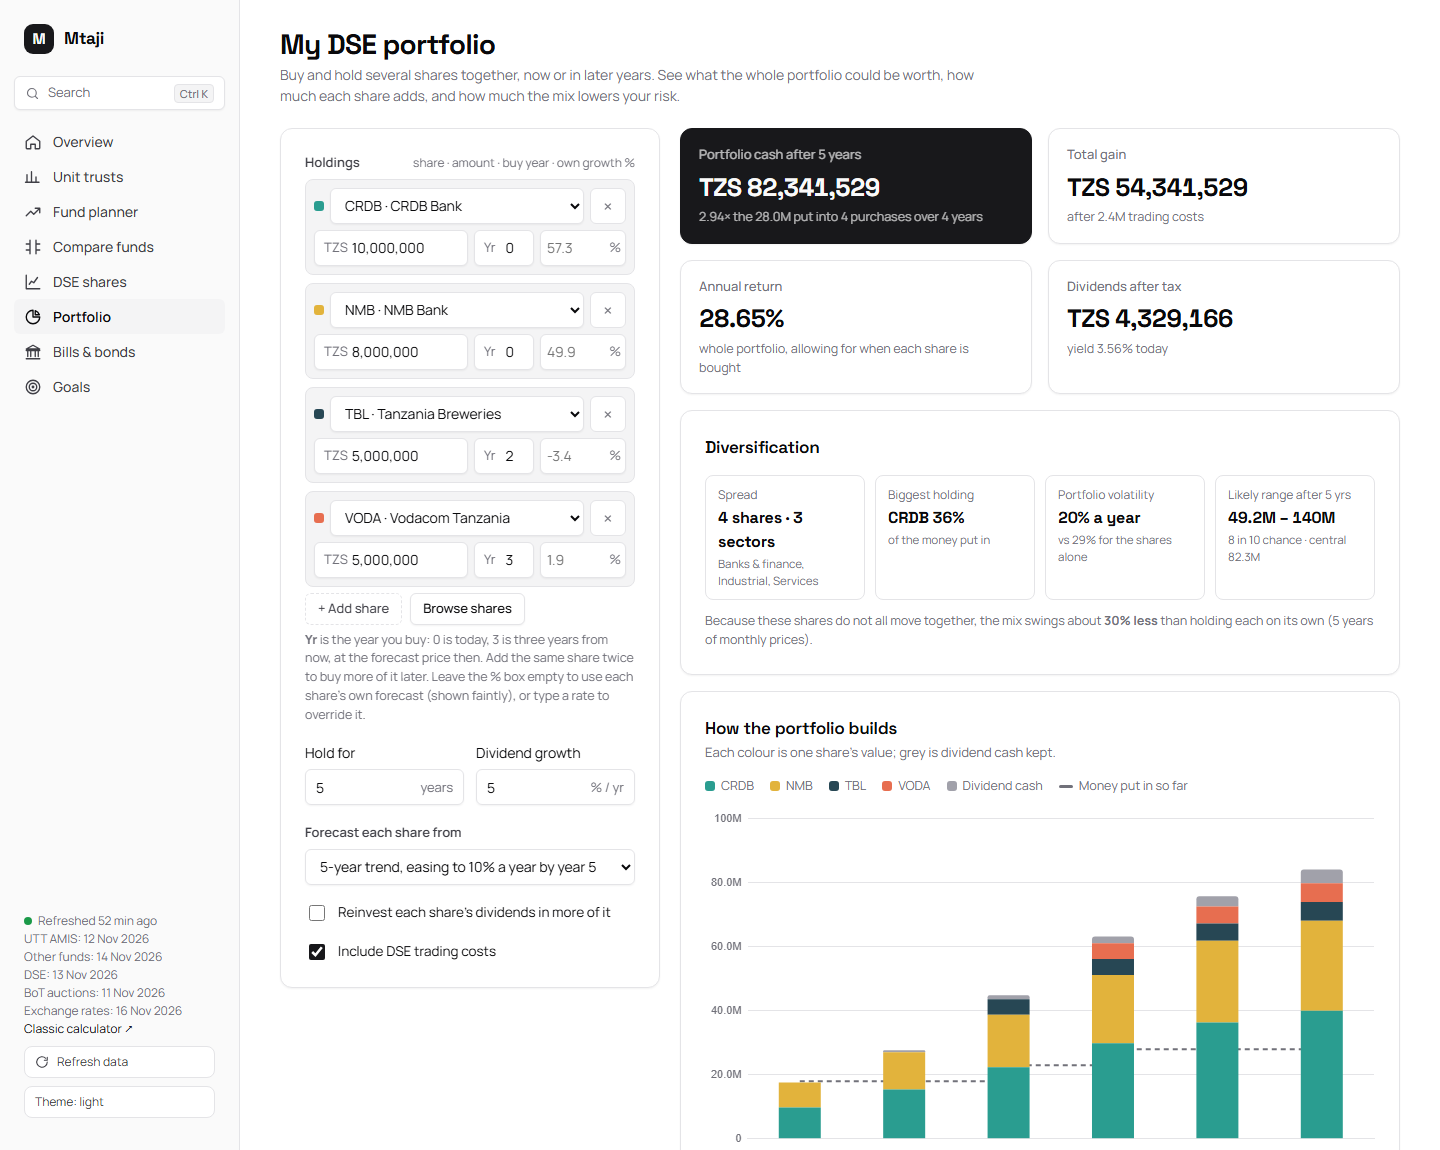 M Mtaji
Search Ctrl K
Overview
Unit trusts
Fund planner
Compare funds
DSE shares
Portfolio
Bills & bonds
Goals
Refreshed 52 min ago
UTT AMIS: 12 Nov 2026
Other funds: 14 Nov 2026
DSE: 13 Nov 2026
BoT auctions: 11 Nov 2026
Exchange rates: 16 Nov 2026
Classic calculator ↗
Refresh data
Theme: light
My DSE portfolio
Buy and hold several shares together, now or in later years. See what the whole portfolio could be worth, how
much each share adds, and how much the mix lowers your risk.
Holdings share · amount · buy year · own growth %
CRDB · CRDB Bank ×
TZS 10,000,000 Yr 0 57.3 %
NMB · NMB Bank ×
TZS 8,000,000 Yr 0 49.9 %
TBL · Tanzania Breweries ×
TZS 5,000,000 Yr 2 -3.4 %
VODA · Vodacom Tanzania ×
TZS 5,000,000 Yr 3 1.9 %
+ Add share Browse shares
Yr is the year you buy: 0 is today, 3 is three years from
now, at the forecast price then. Add the same share twice
to buy more of it later. Leave the % box empty to use each
share's own forecast (shown faintly), or type a rate to
override it.
Hold for Dividend growth
5 years 5 % / yr
Forecast each share from
5-year trend, easing to 10% a year by year 5
Reinvest each share's dividends in more of it
Include DSE trading costs
Portfolio cash after 5 years
TZS 82,341,529
2.94× the 28.0M put into 4 purchases over 4 years
Total gain
TZS 54,341,529
after 2.4M trading costs
Annual return
28.65%
whole portfolio, allowing for when each share is
bought
Dividends after tax
TZS 4,329,166
yield 3.56% today
Diversification
Spread
4 shares · 3
sectors
Banks & finance,
Industrial, Services
Biggest holding
CRDB 36%
of the money put in
Portfolio volatility
20% a year
vs 29% for the shares
alone
Likely range after 5 yrs
49.2M – 140M
8 in 10 chance · central
82.3M
Because these shares do not all move together, the mix swings about 30% less than holding each on its own (5 years
of monthly prices).
How the portfolio builds
Each colour is one share's value; grey is dividend cash kept.
CRDB NMB TBL VODA Dividend cash Money put in so far
100M
80.0M
60.0M
40.0M
20.0M
0